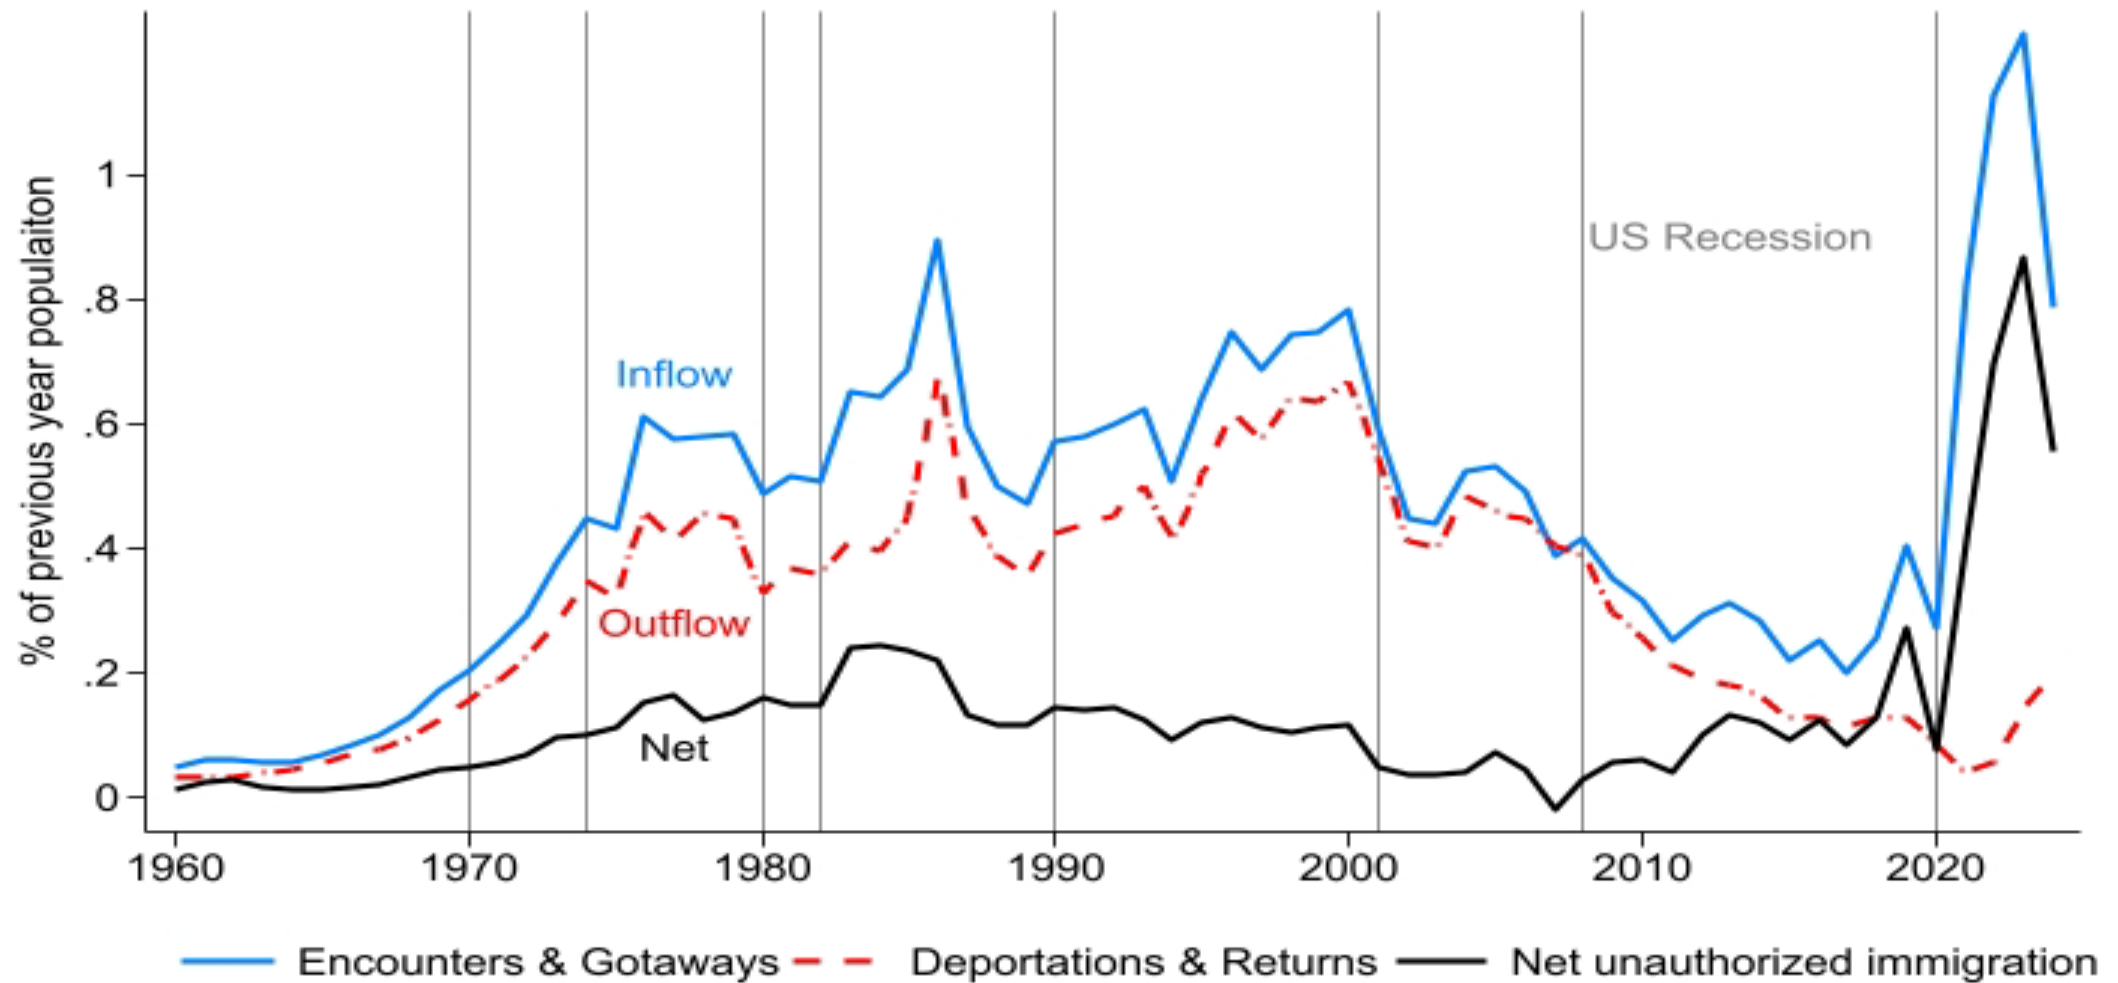 % of previous year populaiton
1
.8
.6
.4
.2
0
US Recession
Inflow
Outflow
Net
1960 1970 1980 1990 2000 2010 2020
Encounters & Gotaways Deportations & Returns Net unauthorized immigration